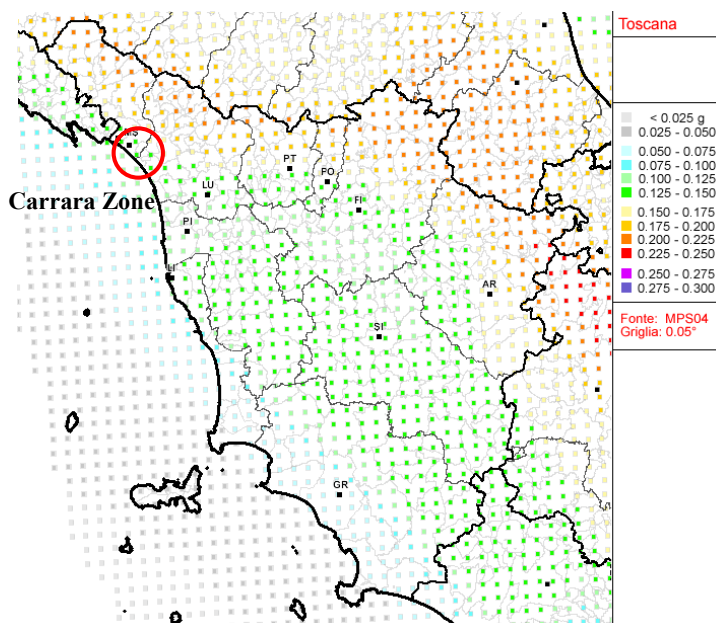 Toscana
MS
Carrara Zone
PT
PO
LU
FI
PI
LI
AR
SI
GR
< 0.025 g
0.025 - 0.050
0.050 - 0.075
0.075 - 0.100
0.100 - 0.125
0.125 - 0.150
0.150 - 0.175
0.175 - 0.200
0.200 - 0.225
0.225 - 0.250
0.250 - 0.275
0.275 - 0.300
Fonte: MPS04
Griglia: 0.05°